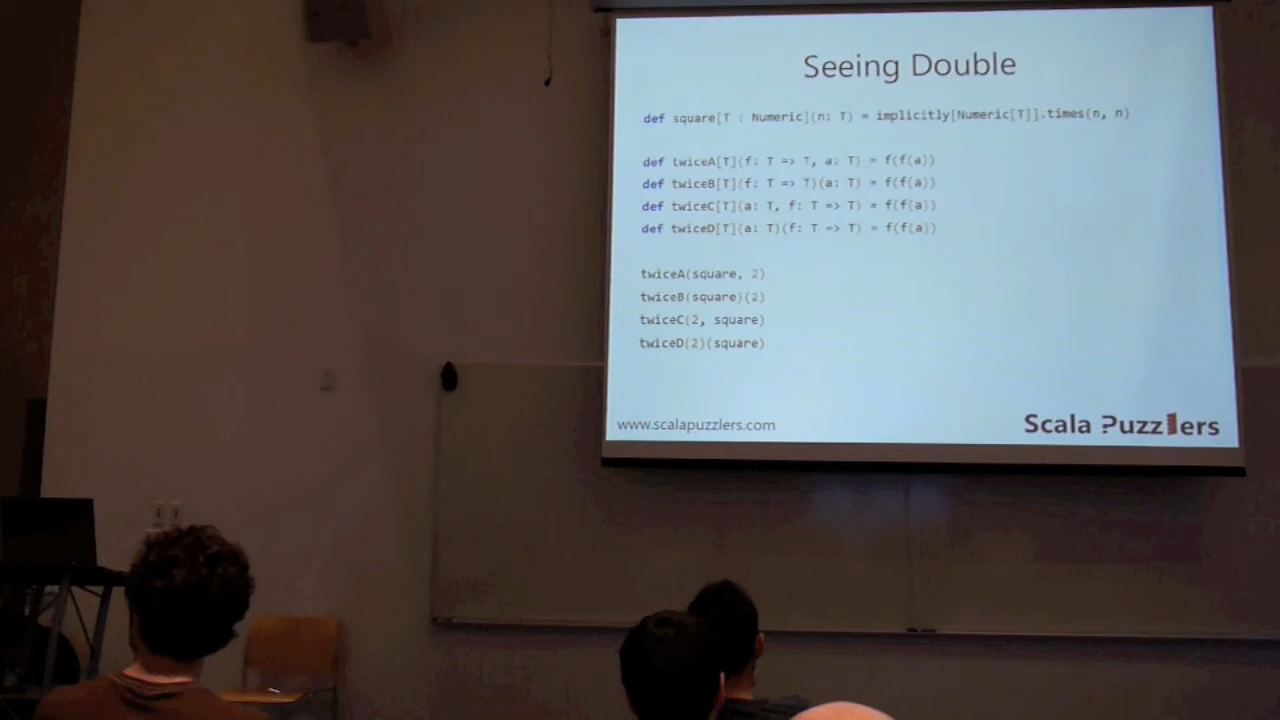 Seeing Double
def square[T : Numeric](n: T) = implicitly[Numeric[T]].times(n, n)
def twiceA[T](f: T => T, a: T) = f(f(a))
def twiceB[T](f: T => T)(a: T) = f(f(a))
def twiceC[T](a: T, f: T => T) = f(f(a))
def twiceD[T](a: T)(f: T => T) = f(f(a))
twiceA(square, 2)
twiceB(square)(2)
twiceC(2, square)
twiceD(2)(square)
www.scalapuzzlers.com
Scala Puzzlers